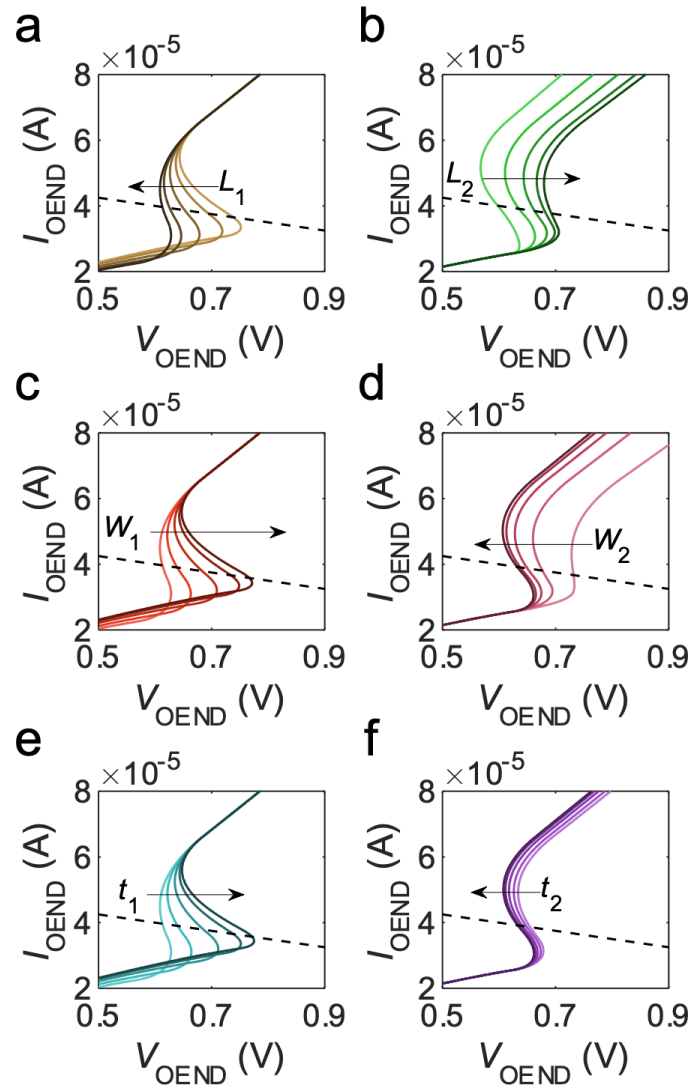 a
×10⁻⁵
I_OEND (A)
8
6
4
2
L₁
0.5 0.7 0.9
V_OEND (V)
b
×10⁻⁵
I_OEND (A)
8
6
4
2
L₂
0.5 0.7 0.9
V_OEND (V)
c
×10⁻⁵
I_OEND (A)
8
6
4
2
W₁
0.5 0.7 0.9
V_OEND (V)
d
×10⁻⁵
I_OEND (A)
8
6
4
2
W₂
0.5 0.7 0.9
V_OEND (V)
e
×10⁻⁵
I_OEND (A)
8
6
4
2
t₁
0.5 0.7 0.9
V_OEND (V)
f
×10⁻⁵
I_OEND (A)
8
6
4
2
t₂
0.5 0.7 0.9
V_OEND (V)